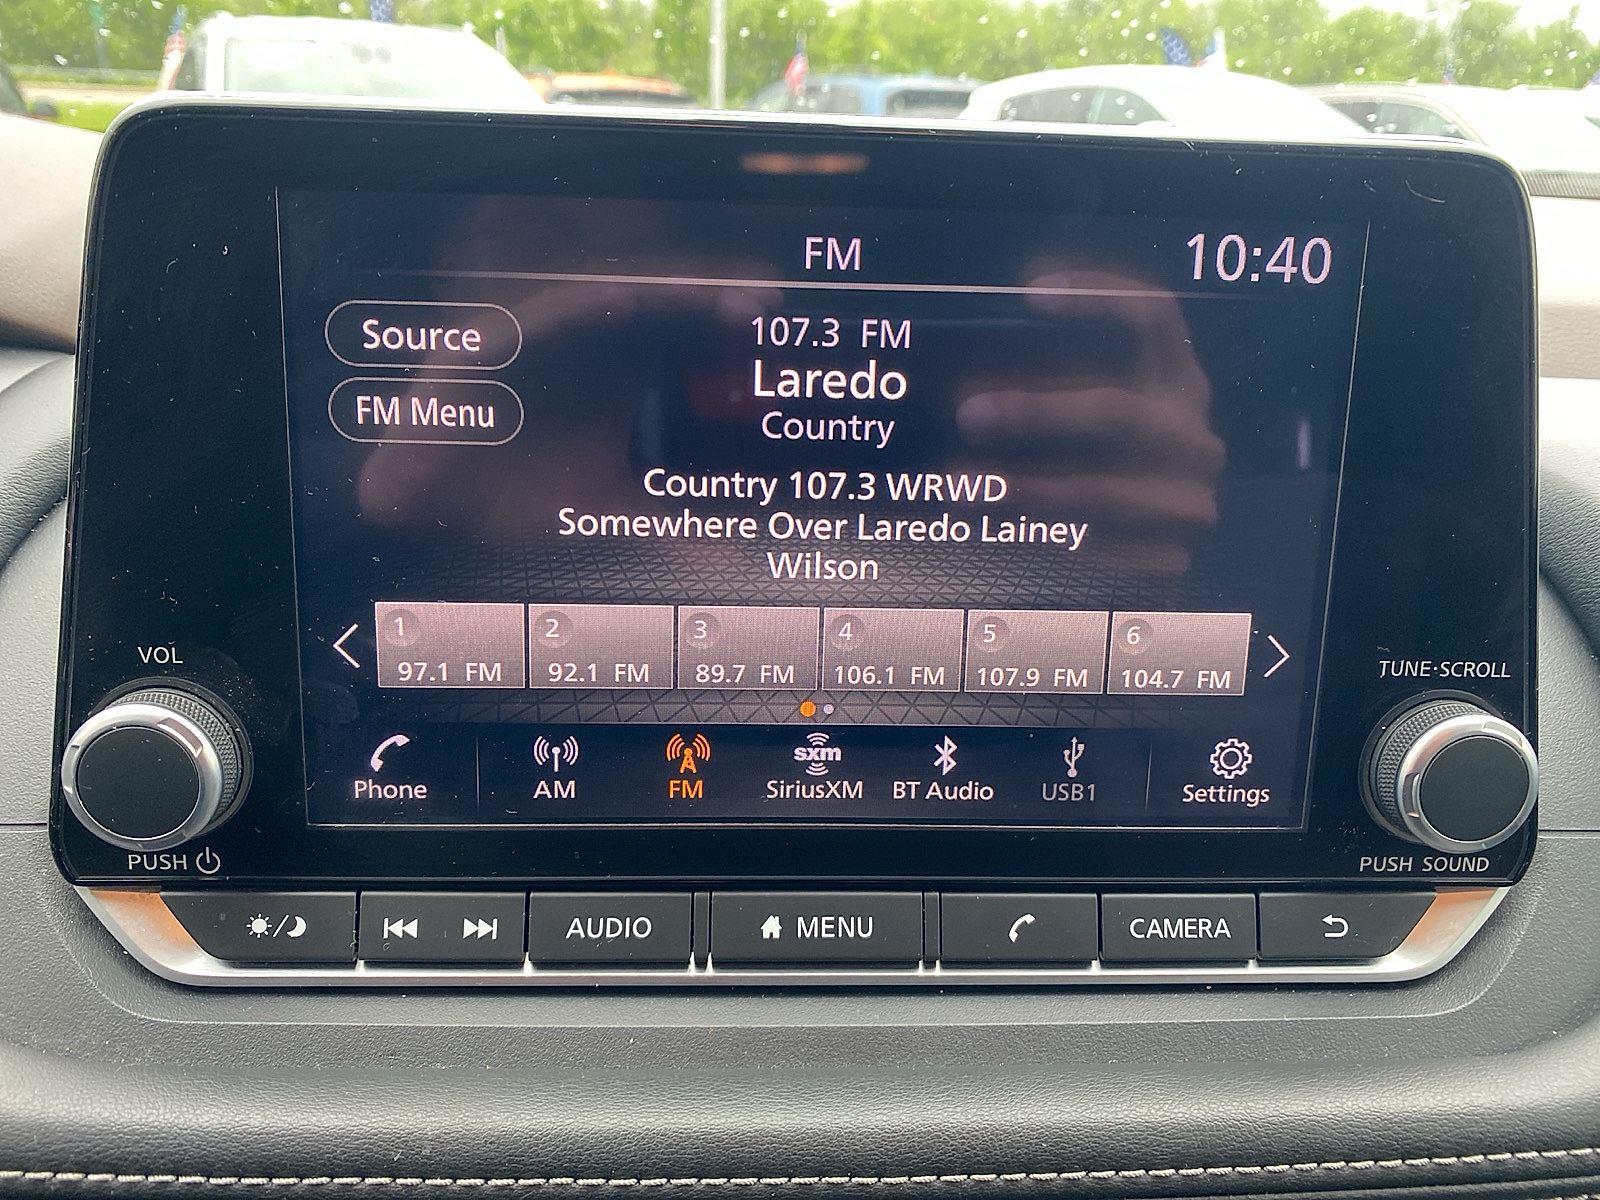 FM
10:40
Source
107.3 FM
Laredo
FM Menu
Country
Country 107.3 WRWD
Somewhere Over Laredo Lainey
Wilson
1
2
3
4
5
6
97.1 FM
92.1 FM
89.7 FM
106.1 FM
107.9 FM
104.7 FM
VOL
TUNE·SCROLL
sxm
Phone
AM
FM
SiriusXM
BT Audio
USB1
Settings
PUSH
PUSH SOUND
AUDIO
MENU
CAMERA